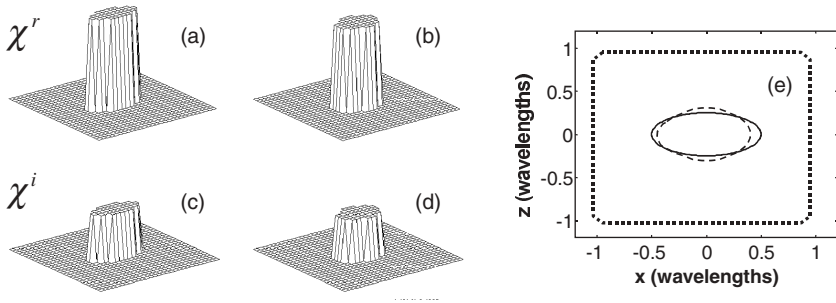 χ^r
(a)
(b)
χ^i
(c)
(d)
(e)
z (wavelengths)
1
0.5
0
-0.5
-1
-1
-0.5
0
0.5
1
x (wavelengths)